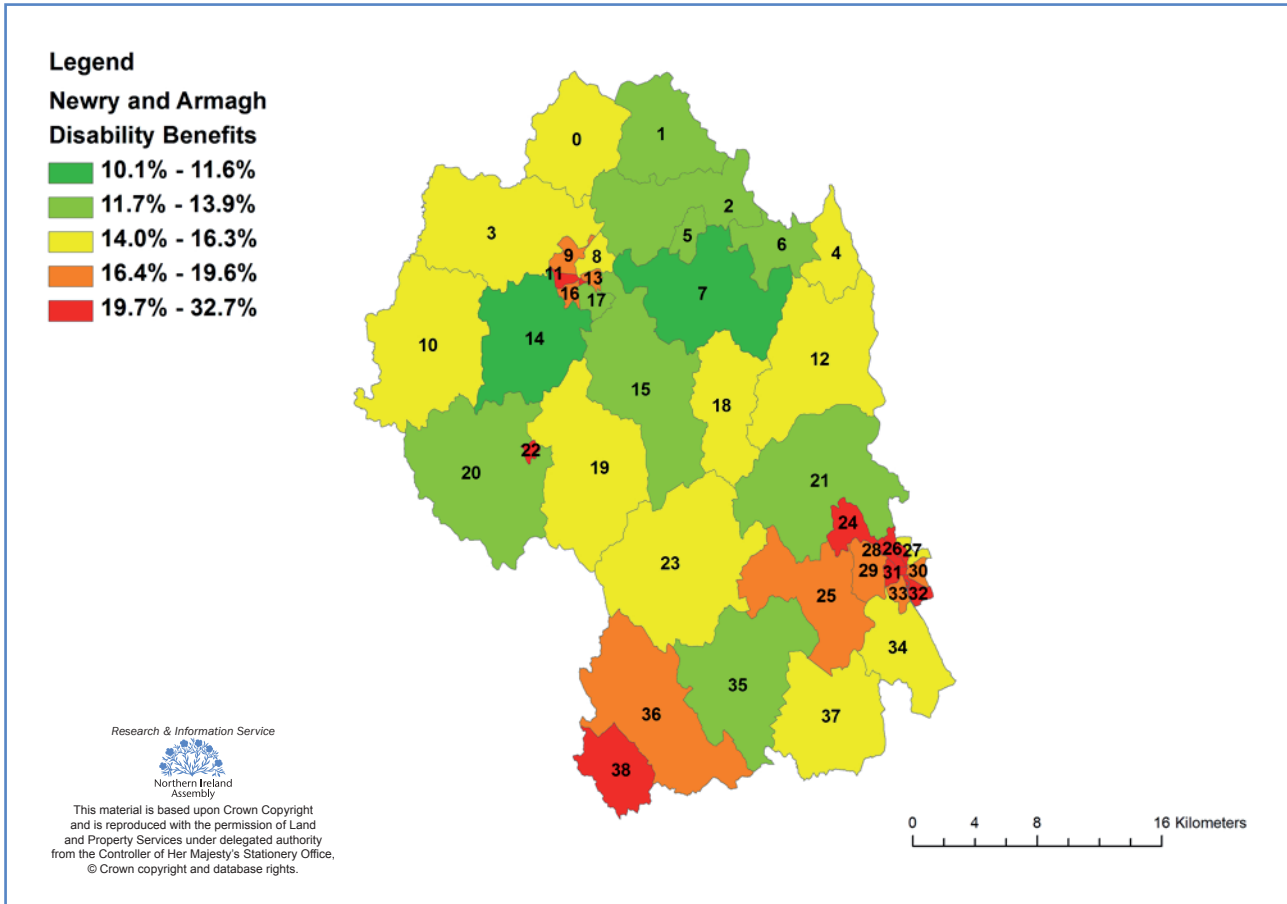 Legend
Newry and Armagh
Disability Benefits
10.1% - 11.6%
11.7% - 13.9%
14.0% - 16.3%
16.4% - 19.6%
19.7% - 32.7%
0
1
2
3
5
6
4
9
8
11
13
16
17
7
14
10
15
12
18
22
20
19
21
24
23
28
26
27
29
31
30
25
33
32
34
35
36
37
38
Research & Information Service
Northern Ireland
Assembly
This material is based upon Crown Copyright
and is reproduced with the permission of Land
and Property Services under delegated authority
from the Controller of Her Majesty's Stationery Office,
© Crown copyright and database rights.
0 4 8 16 Kilometers